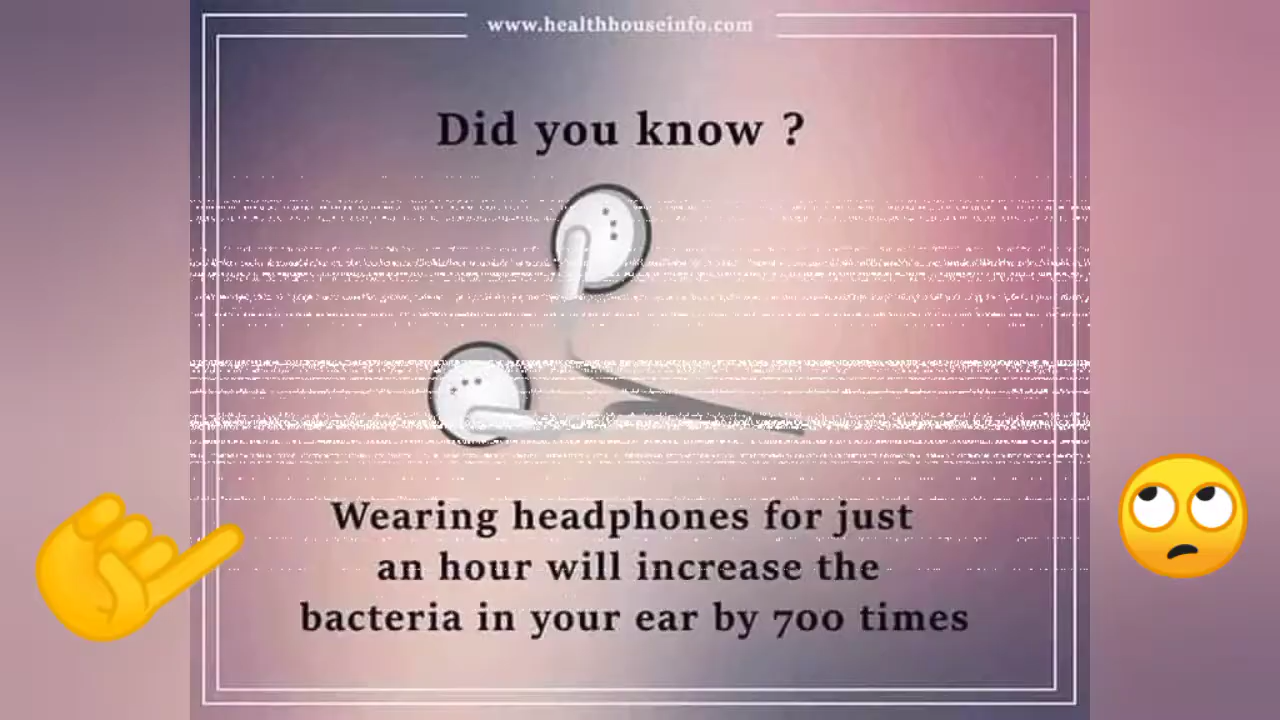 www.healthhouseinfo.com
Did you know ?
Wearing headphones for just
an hour will increase the
bacteria in your ear by 700 times